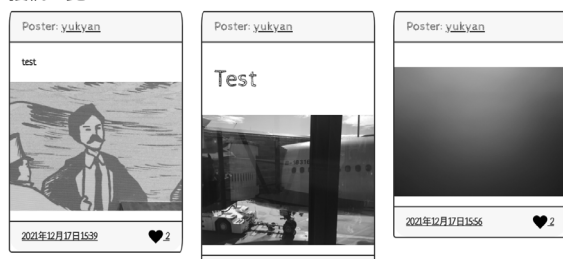 Poster: yukyan
test
2021年12月17日15:39
2
Poster: yukyan
Test
Poster: yukyan
2021年12月17日15:56
2